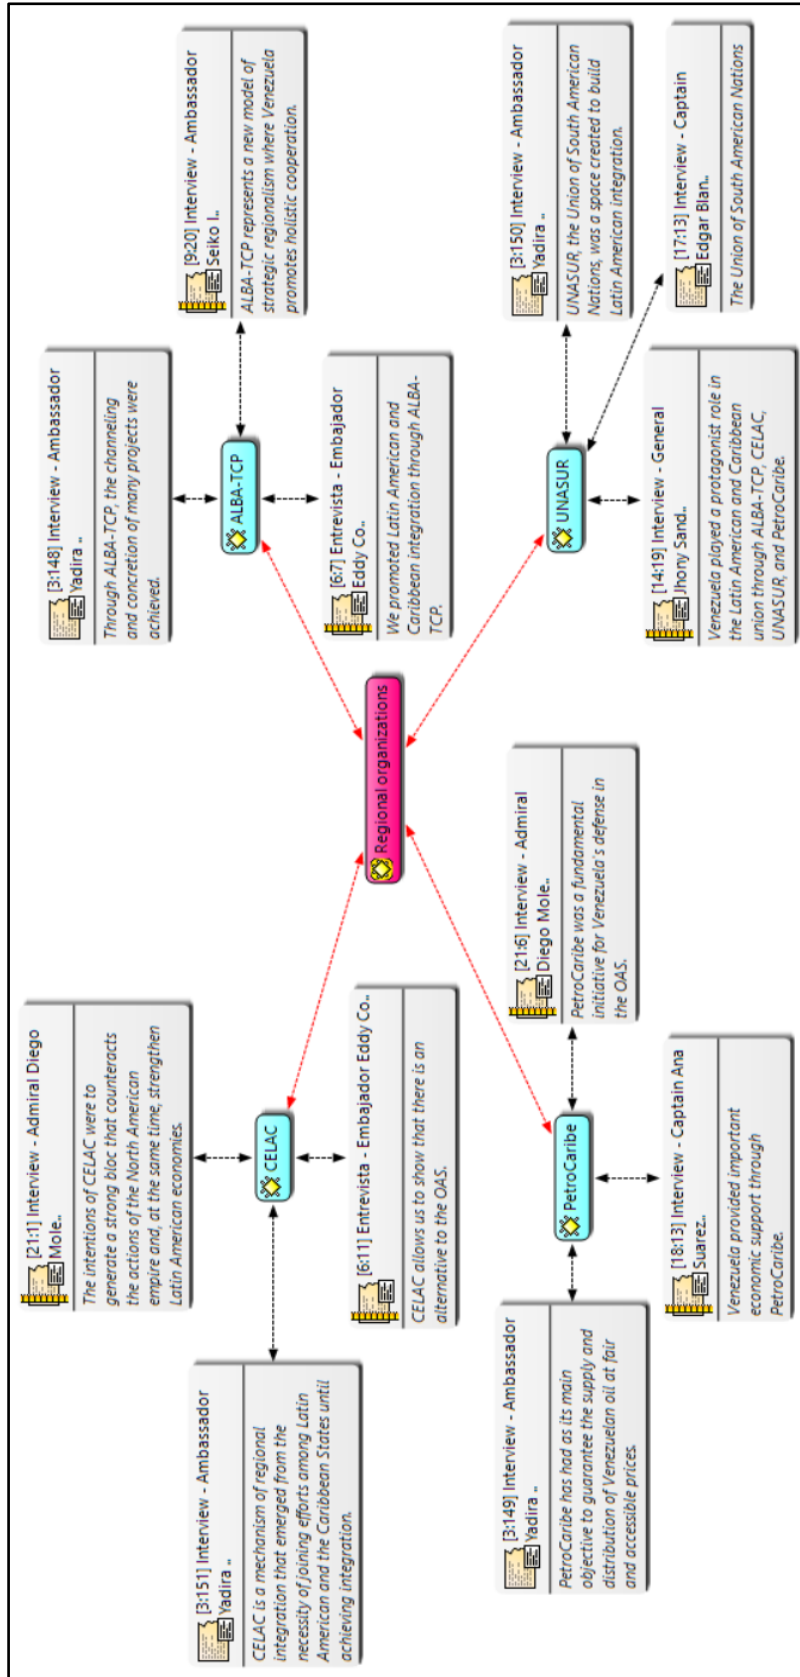 [21:1] Interview - Admiral Diego
Mole..
The intentions of CELAC were to
generate a strong bloc that counteracts
the actions of the North American
empire and, at the same time, strengthen
Latin American economies.
[3:151] Interview - Ambassador
Yadira ..
CELAC is a mechanism of regional
integration that emerged from the
necessity of joining efforts among Latin
American and the Caribbean States until
achieving integration.
CELAC
[6:11] Entrevista - Embajador Eddy Co..
CELAC allows us to show that there is an
alternative to the OAS.
[3:148] Interview - Ambassador
Yadira ..
Through ALBA-TCP, the channeling
and concretion of many projects were
achieved.
[9:20] Interview - Ambassador
Seiko I..
ALBA-TCP represents a new model of
strategic regionalism where Venezuela
promotes holistic cooperation.
ALBA-TCP
[6:7] Entrevista - Embajador
Eddy Co..
We promoted Latin American and
Caribbean integration through ALBA-
TCP.
Regional organizations
[3:149] Interview - Ambassador
Yadira ..
PetroCaribe has had as its main
objective to guarantee the supply and
distribution of Venezuelan oil at fair
and accessible prices.
PetroCaribe
[21:6] Interview - Admiral
Diego Mole..
PetroCaribe was a fundamental
initiative for Venezuela's defense in
the OAS.
[18:13] Interview - Captain Ana
Suarez..
Venezuela provided important
economic support through
PetroCaribe.
[3:150] Interview - Ambassador
Yadira ..
UNASUR, the Union of South American
Nations, was a space created to build
Latin American integration.
UNASUR
[14:19] Interview - General
Jhony Sand..
Venezuela played a protagonist role in
the Latin American and Caribbean
union through ALBA-TCP, CELAC,
UNASUR, and PetroCaribe.
[17:13] Interview - Captain
Edgar Blan..
The Union of South American Nations